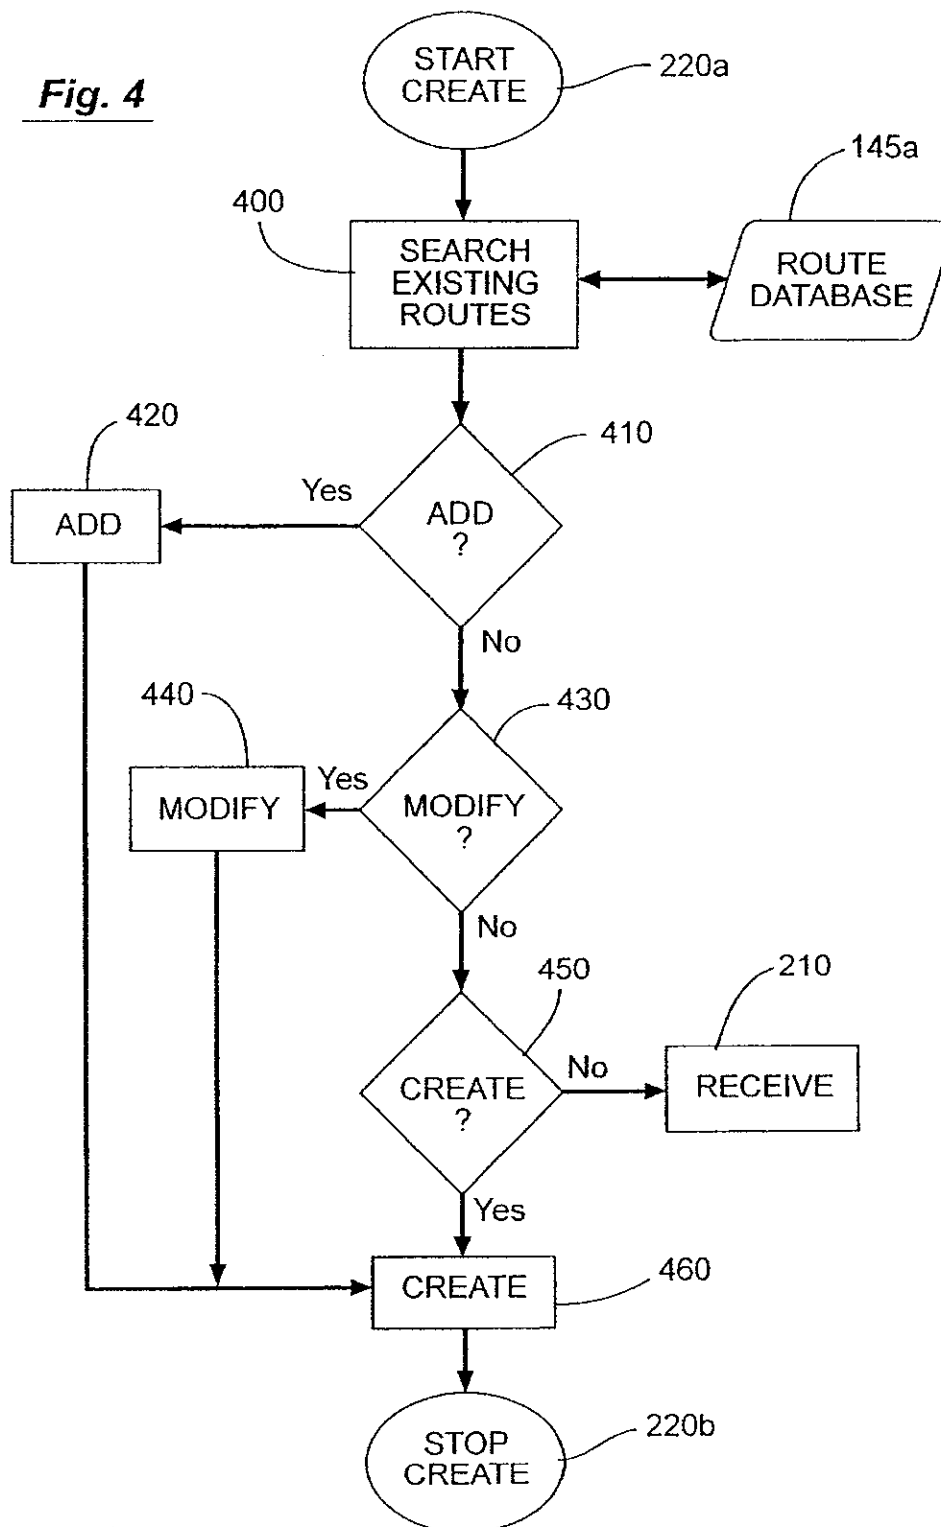 Fig. 4
START
CREATE
220a
145a
400
SEARCH
EXISTING
ROUTES
ROUTE
DATABASE
420
410
Yes
ADD
ADD
?
No
440
430
Yes
MODIFY
MODIFY
?
No
450
210
No
CREATE
?
RECEIVE
Yes
CREATE
460
STOP
CREATE
220b